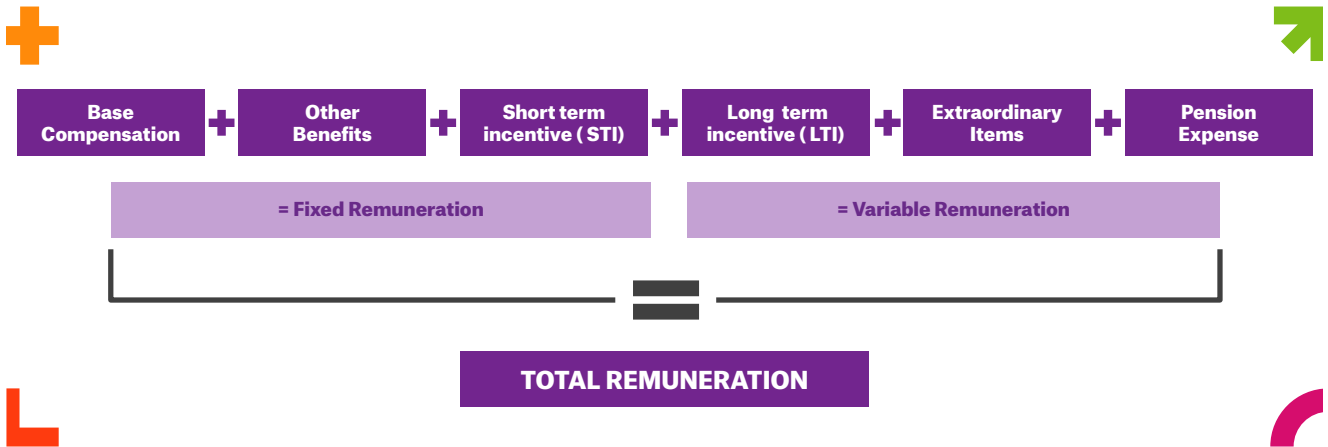 Base
Compensation
Other
Benefits
Short term
incentive ( STI)
Long term
incentive ( LTI)
Extraordinary
Items
Pension
Expense
= Fixed Remuneration
= Variable Remuneration
TOTAL REMUNERATION